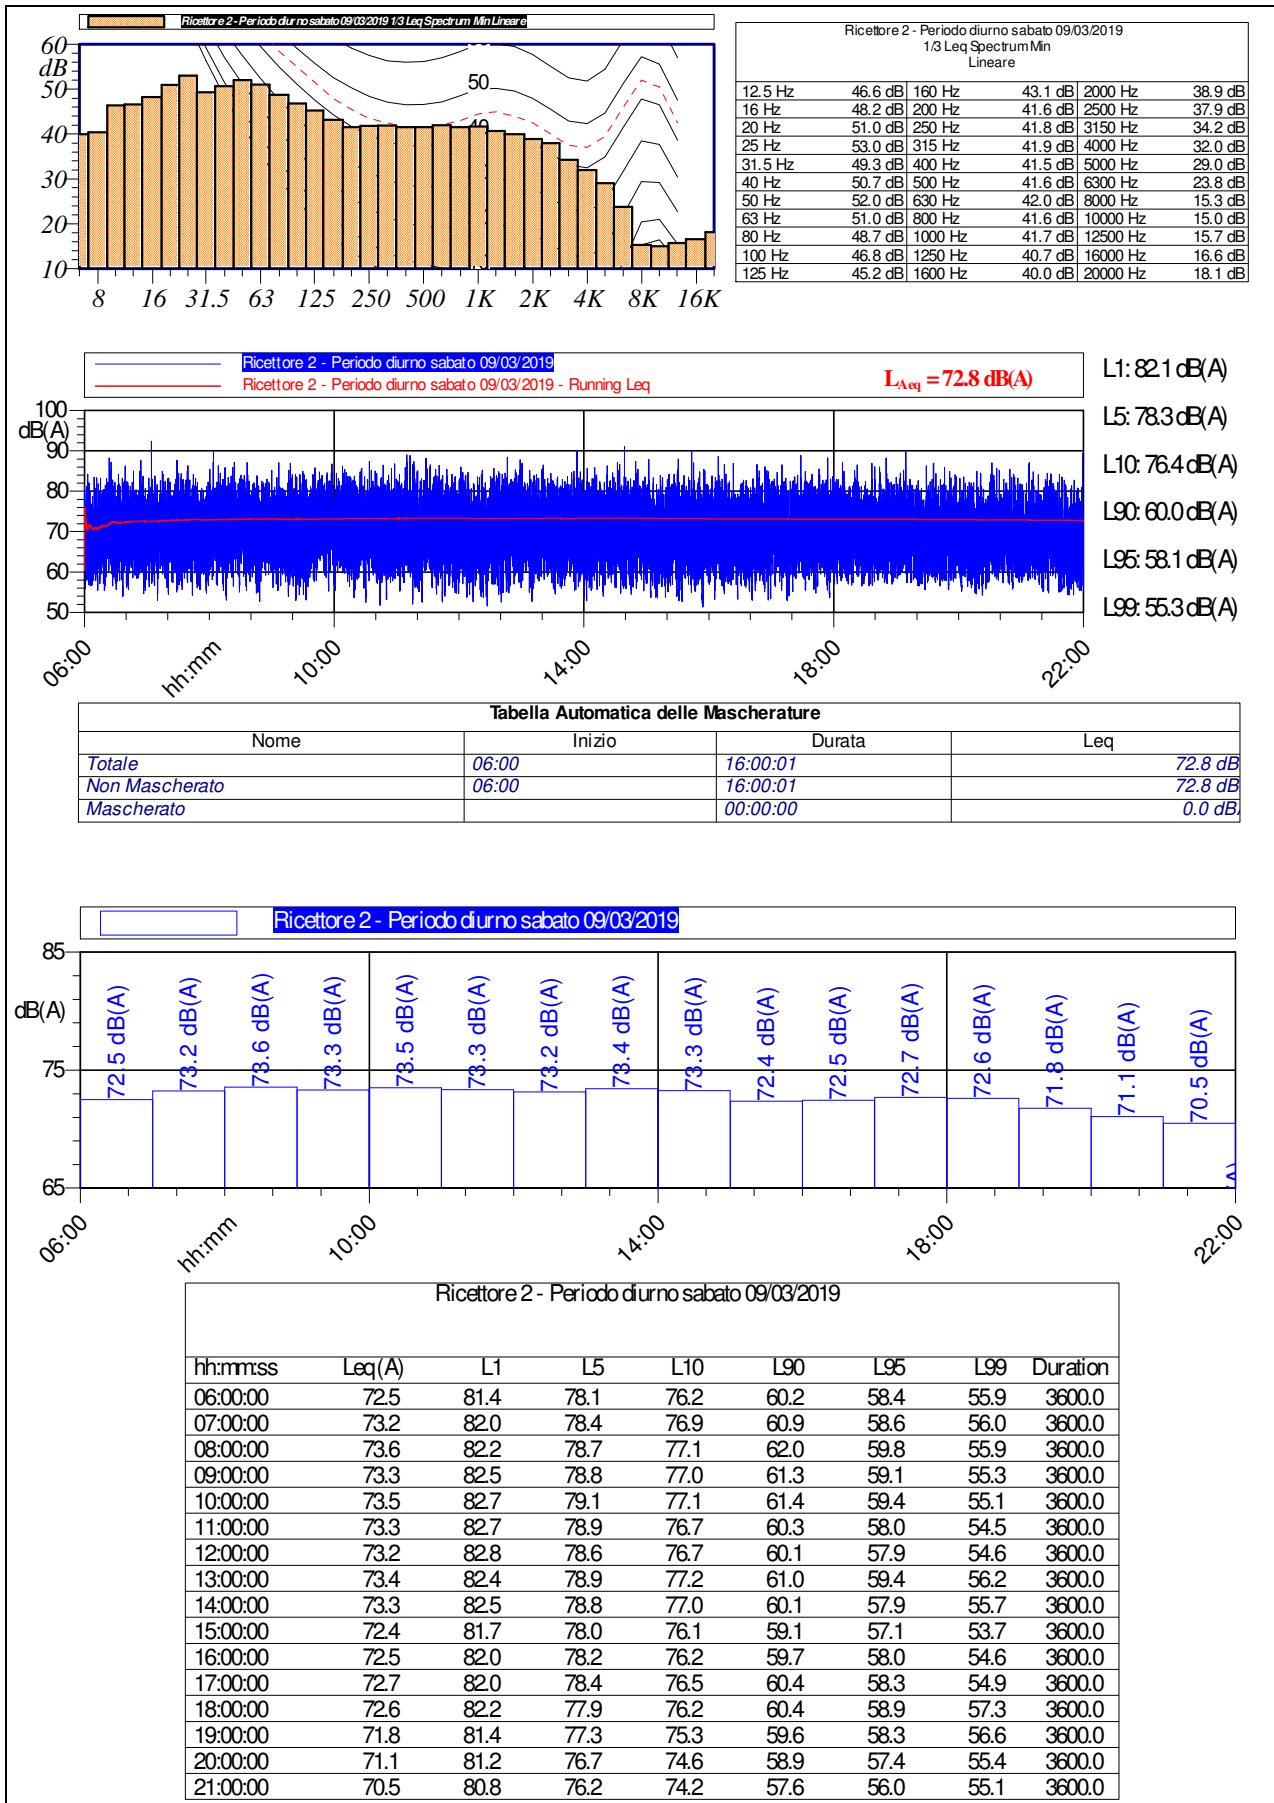 Ricettore 2 - Periodo diurno sabato 09/03/2019 1/3 Leq Spectrum Min Lineare
60
dB
50
40
30
20
10
50
8 16 31.5 63 125 250 500 1K 2K 4K 8K 16K
Ricettore 2 - Periodo diurno sabato 09/03/2019
1/3 Leq Spectrum Min
Lineare
12.5 Hz 46.6 dB 160 Hz 43.1 dB 2000 Hz 38.9 dB
16 Hz 48.2 dB 200 Hz 41.6 dB 2500 Hz 37.9 dB
20 Hz 51.0 dB 250 Hz 41.8 dB 3150 Hz 34.2 dB
25 Hz 53.0 dB 315 Hz 41.9 dB 4000 Hz 32.0 dB
31.5 Hz 49.3 dB 400 Hz 41.5 dB 5000 Hz 29.0 dB
40 Hz 50.7 dB 500 Hz 41.6 dB 6300 Hz 23.8 dB
50 Hz 52.0 dB 630 Hz 42.0 dB 8000 Hz 15.3 dB
63 Hz 51.0 dB 800 Hz 41.6 dB 10000 Hz 15.0 dB
80 Hz 48.7 dB 1000 Hz 41.7 dB 12500 Hz 15.7 dB
100 Hz 46.8 dB 1250 Hz 40.7 dB 16000 Hz 16.6 dB
125 Hz 45.2 dB 1600 Hz 40.0 dB 20000 Hz 18.1 dB
Ricettore 2 - Periodo diurno sabato 09/03/2019
Ricettore 2 - Periodo diurno sabato 09/03/2019 - Running Leq
LAeq = 72.8 dB(A)
100
dB(A)
90
80
70
60
50
06:00 hh:mm 10:00 14:00 18:00 22:00
L1: 82.1 dB(A)
L5: 78.3 dB(A)
L10: 76.4 dB(A)
L90: 60.0 dB(A)
L95: 58.1 dB(A)
L99: 55.3 dB(A)
Tabella Automatica delle Mascherature
Nome Inizio Durata Leq
Totale 06:00 16:00:01 72.8 dB
Non Mascherato 06:00 16:00:01 72.8 dB
Mascherato 00:00:00 0.0 dB
Ricettore 2 - Periodo diurno sabato 09/03/2019
85
dB(A)
75
65
72.5 dB(A)
73.2 dB(A)
73.6 dB(A)
73.3 dB(A)
73.5 dB(A)
73.3 dB(A)
73.2 dB(A)
73.4 dB(A)
73.3 dB(A)
72.4 dB(A)
72.5 dB(A)
72.7 dB(A)
72.6 dB(A)
71.8 dB(A)
71.1 dB(A)
70.5 dB(A)
06:00 hh:mm 10:00 14:00 18:00 22:00
Ricettore 2 - Periodo diurno sabato 09/03/2019
hh:mm:ss Leq(A) L1 L5 L10 L90 L95 L99 Duration
06:00:00 72.5 81.4 78.1 76.2 60.2 58.4 55.9 3600.0
07:00:00 73.2 82.0 78.4 76.9 60.9 58.6 56.0 3600.0
08:00:00 73.6 82.2 78.7 77.1 62.0 59.8 55.9 3600.0
09:00:00 73.3 82.5 78.8 77.0 61.3 59.1 55.3 3600.0
10:00:00 73.5 82.7 79.1 77.1 61.4 59.4 55.1 3600.0
11:00:00 73.3 82.7 78.9 76.7 60.3 58.0 54.5 3600.0
12:00:00 73.2 82.8 78.6 76.7 60.1 57.9 54.6 3600.0
13:00:00 73.4 82.4 78.9 77.2 61.0 59.4 56.2 3600.0
14:00:00 73.3 82.5 78.8 77.0 60.1 57.9 55.7 3600.0
15:00:00 72.4 81.7 78.0 76.1 59.1 57.1 53.7 3600.0
16:00:00 72.5 82.0 78.2 76.2 59.7 58.0 54.6 3600.0
17:00:00 72.7 82.0 78.4 76.5 60.4 58.3 54.9 3600.0
18:00:00 72.6 82.2 77.9 76.2 60.4 58.9 57.3 3600.0
19:00:00 71.8 81.4 77.3 75.3 59.6 58.3 56.6 3600.0
20:00:00 71.1 81.2 76.7 74.6 58.9 57.4 55.4 3600.0
21:00:00 70.5 80.8 76.2 74.2 57.6 56.0 55.1 3600.0